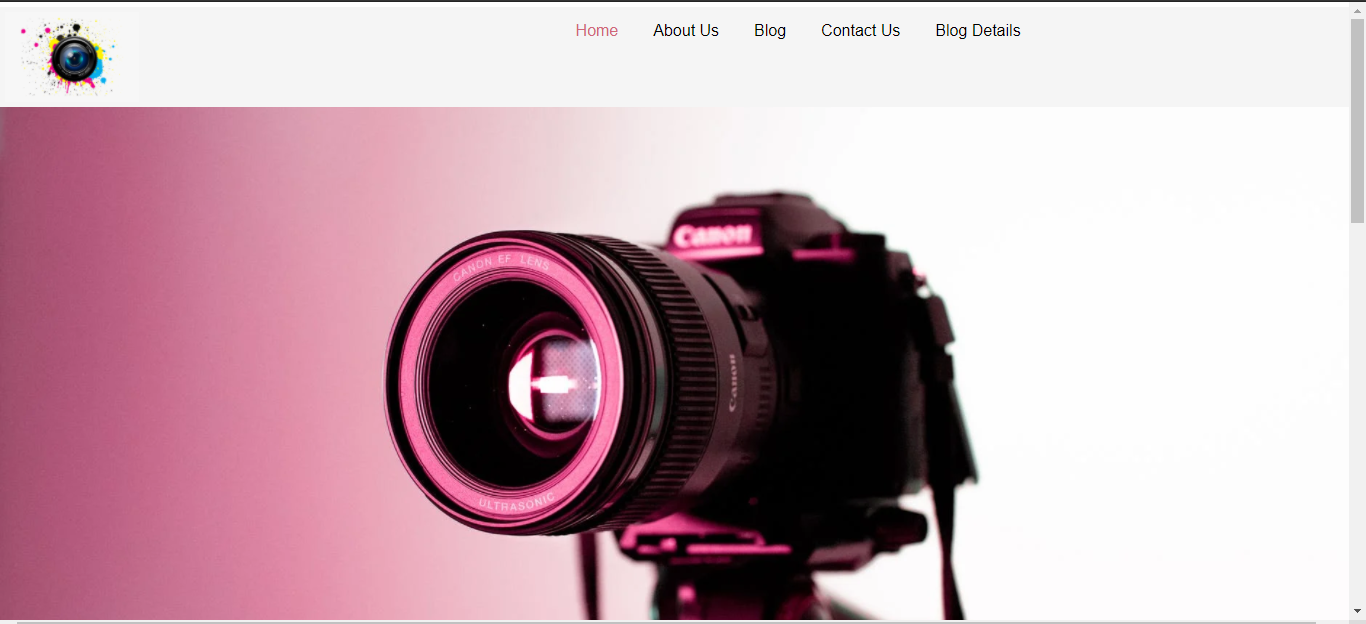 Home About Us Blog Contact Us Blog Details
Canon
CANON EF LENS
Canon
ULTRASONIC